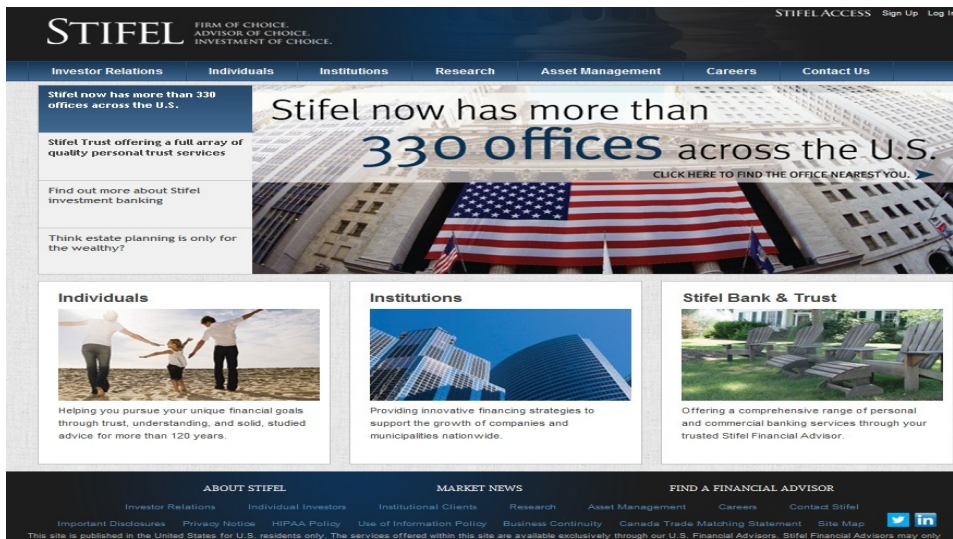 STIFEL ACCESS Sign Up Log In
STIFEL
FIRM OF CHOICE.
ADVISOR OF CHOICE.
INVESTMENT OF CHOICE.
Investor Relations Individuals Institutions Research Asset Management Careers Contact Us
Stifel now has more than 330
offices across the U.S.
Stifel Trust offering a full array of
quality personal trust services
Find out more about Stifel
investment banking
Think estate planning is only for
the wealthy?
Stifel now has more than
330 offices across the U.S.
CLICK HERE TO FIND THE OFFICE NEAREST YOU.
Individuals
Helping you pursue your unique financial goals
through trust, understanding, and solid, studied
advice for more than 120 years.
Institutions
Providing innovative financing strategies to
support the growth of companies and
municipalities nationwide.
Stifel Bank & Trust
Offering a comprehensive range of personal
and commercial banking services through your
trusted Stifel Financial Advisor.
ABOUT STIFEL MARKET NEWS FIND A FINANCIAL ADVISOR
Investor Relations Individual Investors Institutional Clients Research Asset Management Careers Contact Stifel
Important Disclosures Privacy Notice HIPAA Policy Use of Information Policy Business Continuity Canada Trade Matching Statement Site Map
in
This site is published in the United States for U.S. residents only. The services offered within this site are available exclusively through our U.S. Financial Advisors. Stifel Financial Advisors may only